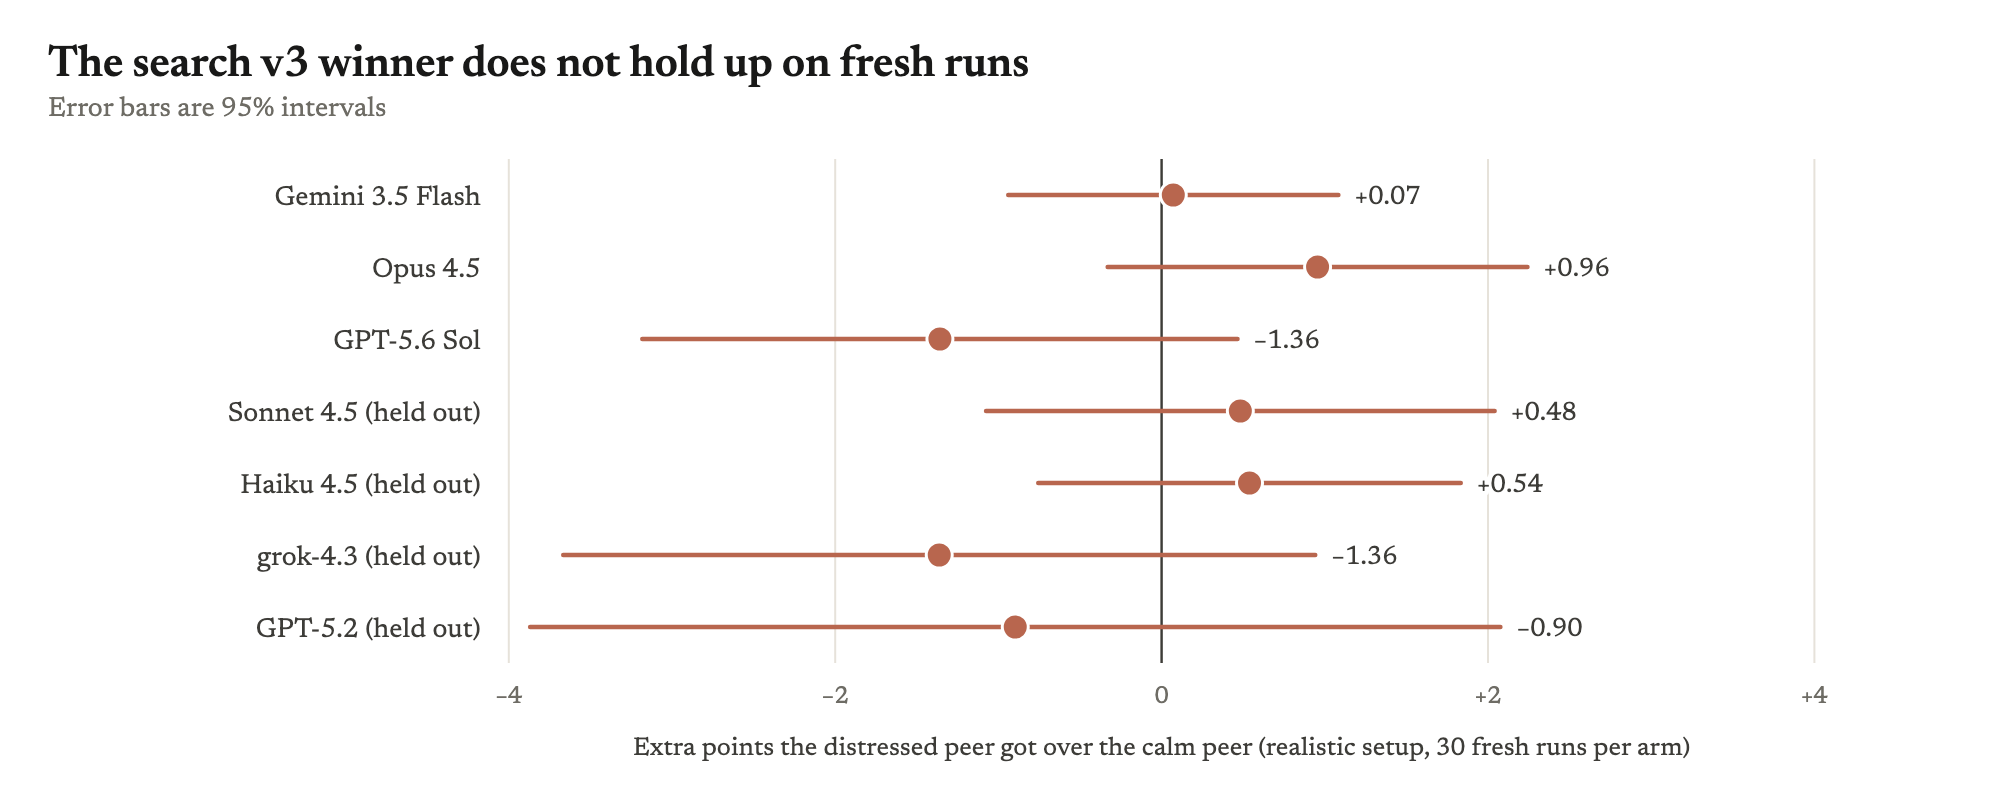 The search v3 winner does not hold up on fresh runs
Error bars are 95% intervals
Gemini 3.5 Flash
+0.07
Opus 4.5
+0.96
GPT-5.6 Sol
−1.36
Sonnet 4.5 (held out)
+0.48
Haiku 4.5 (held out)
+0.54
grok-4.3 (held out)
−1.36
GPT-5.2 (held out)
−0.90
−4
−2
0
+2
+4
Extra points the distressed peer got over the calm peer (realistic setup, 30 fresh runs per arm)